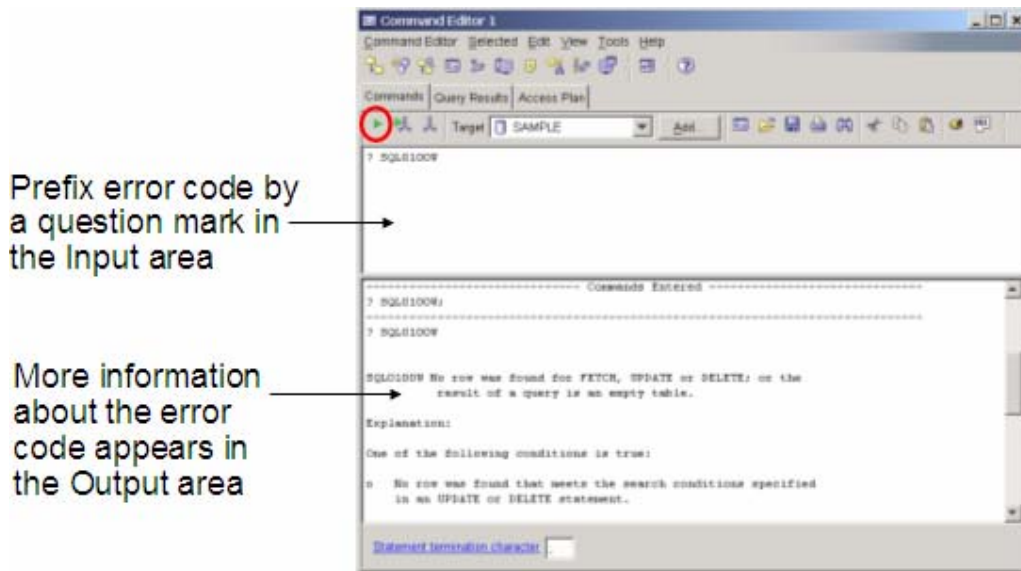 Command Editor 1
Command Editor Selected Edit View Tools Help
Commands Query Results Access Plan
Target SAMPLE Add...
? SQL0100W
Prefix error code by
a question mark in
the Input area
------------------------------ Commands Entered ------------------------------
? SQL0100W;
------------------------------------------------------------------------------
? SQL0100W
SQL0100W No row was found for FETCH, UPDATE or DELETE; or the
result of a query is an empty table.
Explanation:
One of the following conditions is true:
o No row was found that meets the search conditions specified
in an UPDATE or DELETE statement.
More information
about the error
code appears in
the Output area
Statement termination character